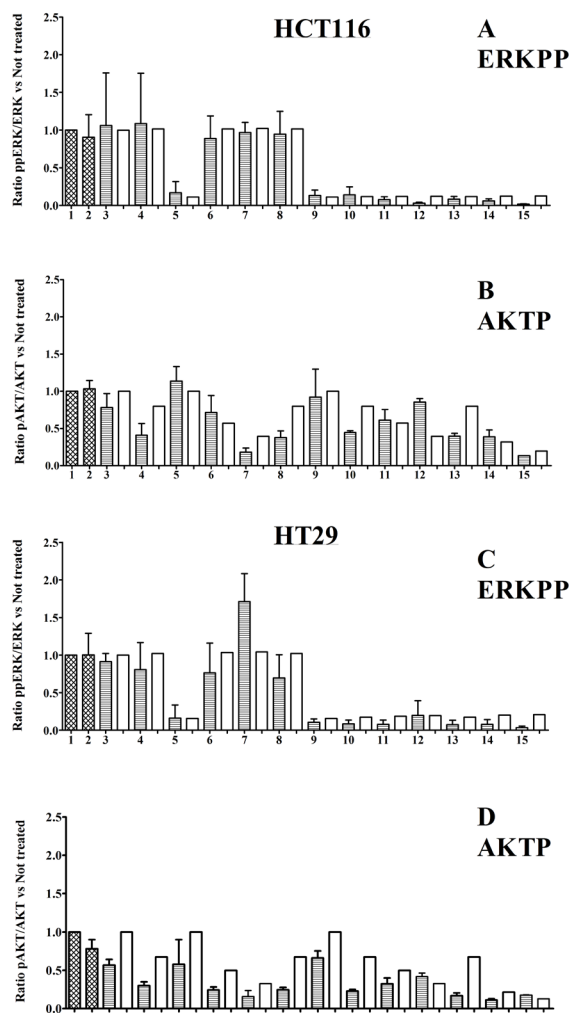 HCT116
A
ERKPP
Ratio ppERK/ERK vs Not treated
2.5
2.0
1.5
1.0
0.5
0.0
1 2 3 4 5 6 7 8 9 10 11 12 13 14 15
B
AKTP
Ratio pAKT/AKT vs Not treated
2.5
2.0
1.5
1.0
0.5
0.0
1 2 3 4 5 6 7 8 9 10 11 12 13 14 15
HT29
C
ERKPP
Ratio ppERK/ERK vs Not treated
2.5
2.0
1.5
1.0
0.5
0.0
1 2 3 4 5 6 7 8 9 10 11 12 13 14 15
D
AKTP
Ratio pAKT/AKT vs Not treated
2.5
2.0
1.5
1.0
0.5
0.0